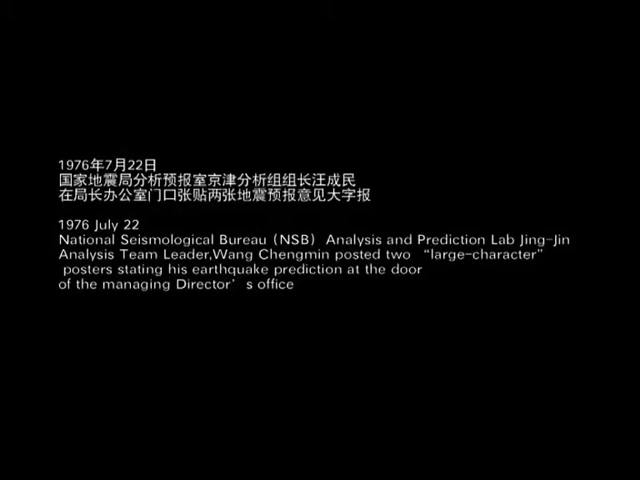 1976年7月22日
国家地震局分析预报室京津分析组组长汪成民
在局长办公室门口张贴两张地震预报意见大字报
1976 July 22
National Seismological Bureau (NSB) Analysis and Prediction Lab Jing-Jin
Analysis Team Leader,Wang Chengmin posted two “large-character”
posters stating his earthquake prediction at the door
of the managing Director’s office